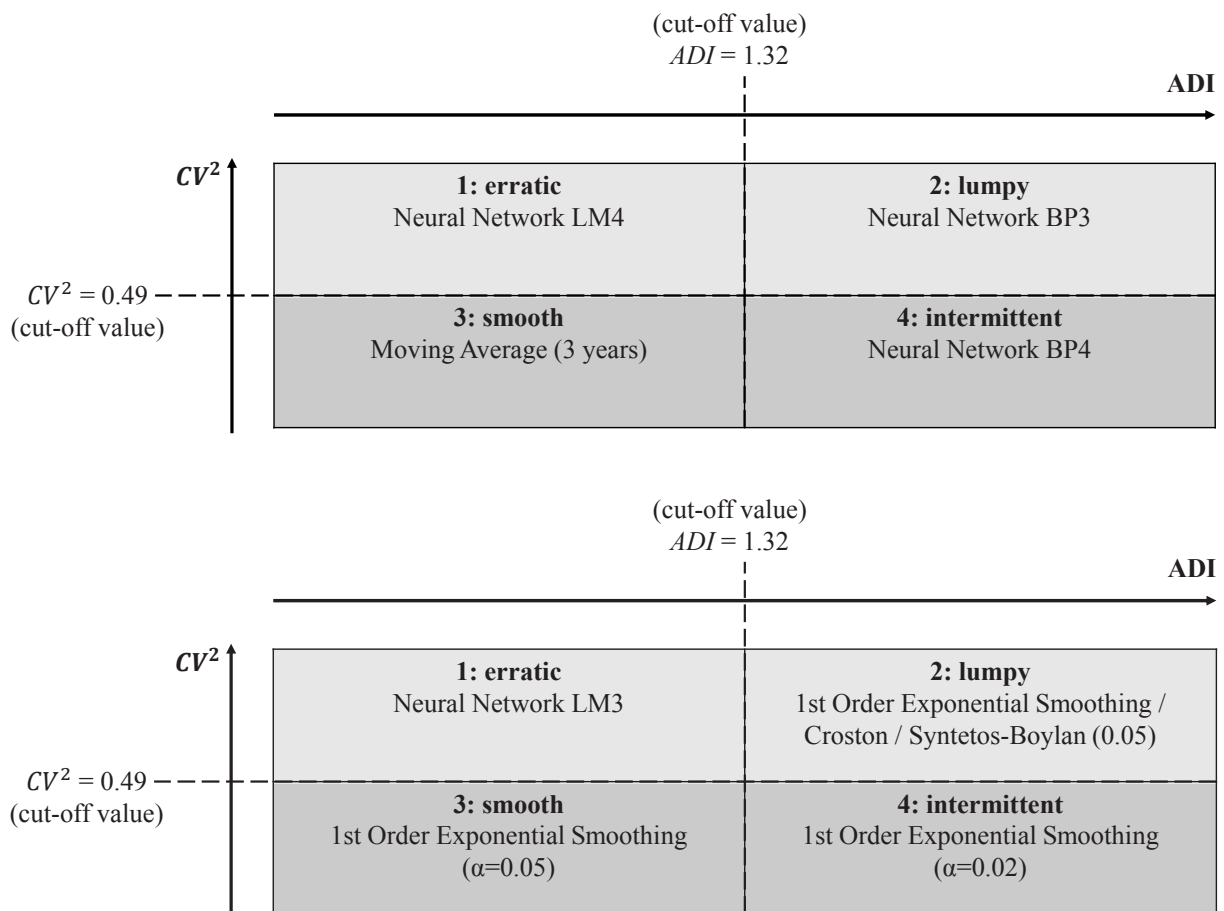 (cut-off value)
ADI = 1.32
ADI
CV²
1: erratic
Neural Network LM4
2: lumpy
Neural Network BP3
CV² = 0.49
(cut-off value)
3: smooth
Moving Average (3 years)
4: intermittent
Neural Network BP4
(cut-off value)
ADI = 1.32
ADI
CV²
1: erratic
Neural Network LM3
2: lumpy
1st Order Exponential Smoothing /
Croston / Syntetos-Boylan (0.05)
CV² = 0.49
(cut-off value)
3: smooth
1st Order Exponential Smoothing
(α=0.05)
4: intermittent
1st Order Exponential Smoothing
(α=0.02)